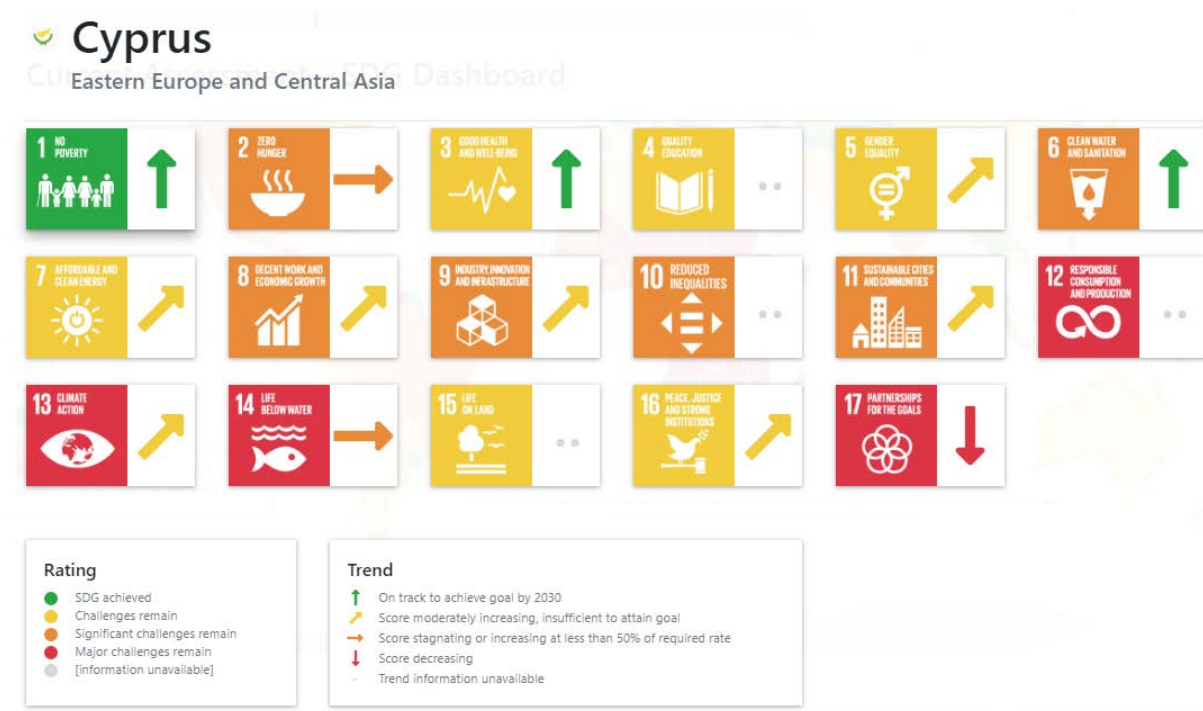 Cyprus
Current Assessment - SDG Dashboard
Eastern Europe and Central Asia
1 NO POVERTY
2 ZERO HUNGER
3 GOOD HEALTH AND WELL-BEING
4 QUALITY EDUCATION
5 GENDER EQUALITY
6 CLEAN WATER AND SANITATION
7 AFFORDABLE AND CLEAN ENERGY
8 DECENT WORK AND ECONOMIC GROWTH
9 INDUSTRY, INNOVATION AND INFRASTRUCTURE
10 REDUCED INEQUALITIES
11 SUSTAINABLE CITIES AND COMMUNITIES
12 RESPONSIBLE CONSUMPTION AND PRODUCTION
13 CLIMATE ACTION
14 LIFE BELOW WATER
15 LIFE ON LAND
16 PEACE, JUSTICE AND STRONG INSTITUTIONS
17 PARTNERSHIPS FOR THE GOALS
Rating
SDG achieved
Challenges remain
Significant challenges remain
Major challenges remain
[information unavailable]
Trend
On track to achieve goal by 2030
Score moderately increasing, insufficient to attain goal
Score stagnating or increasing at less than 50% of required rate
Score decreasing
Trend information unavailable